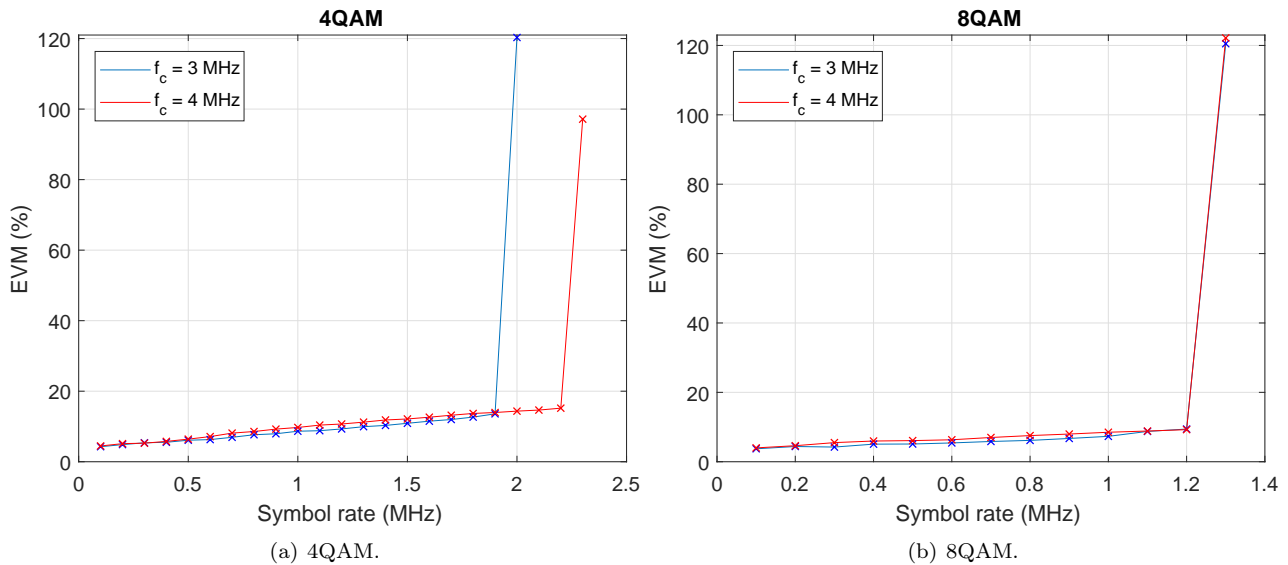 4QAM
120
100
80
60
40
20
0
EVM (%)
f_c = 3 MHz
f_c = 4 MHz
0 0.5 1 1.5 2 2.5
Symbol rate (MHz)
(a) 4QAM.
8QAM
120
100
80
60
40
20
0
EVM (%)
f_c = 3 MHz
f_c = 4 MHz
0 0.2 0.4 0.6 0.8 1 1.2 1.4
Symbol rate (MHz)
(b) 8QAM.